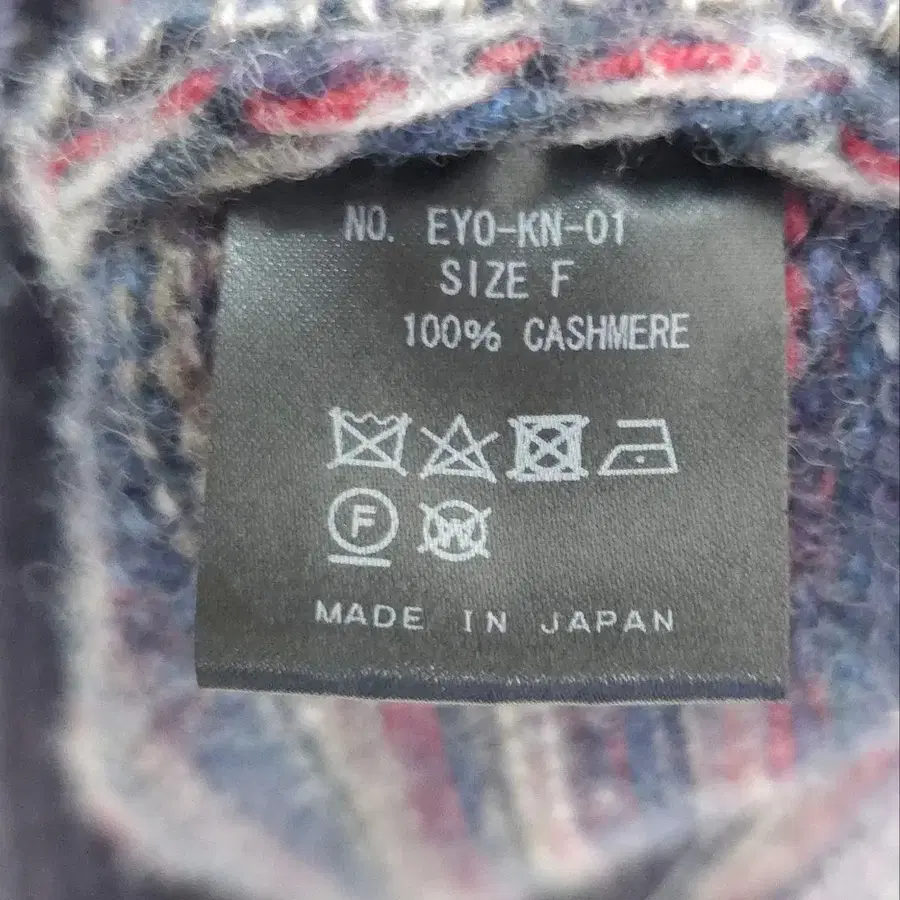 NO. EYO-KN-01
SIZE F
100% CASHMERE
F W
MADE IN JAPAN